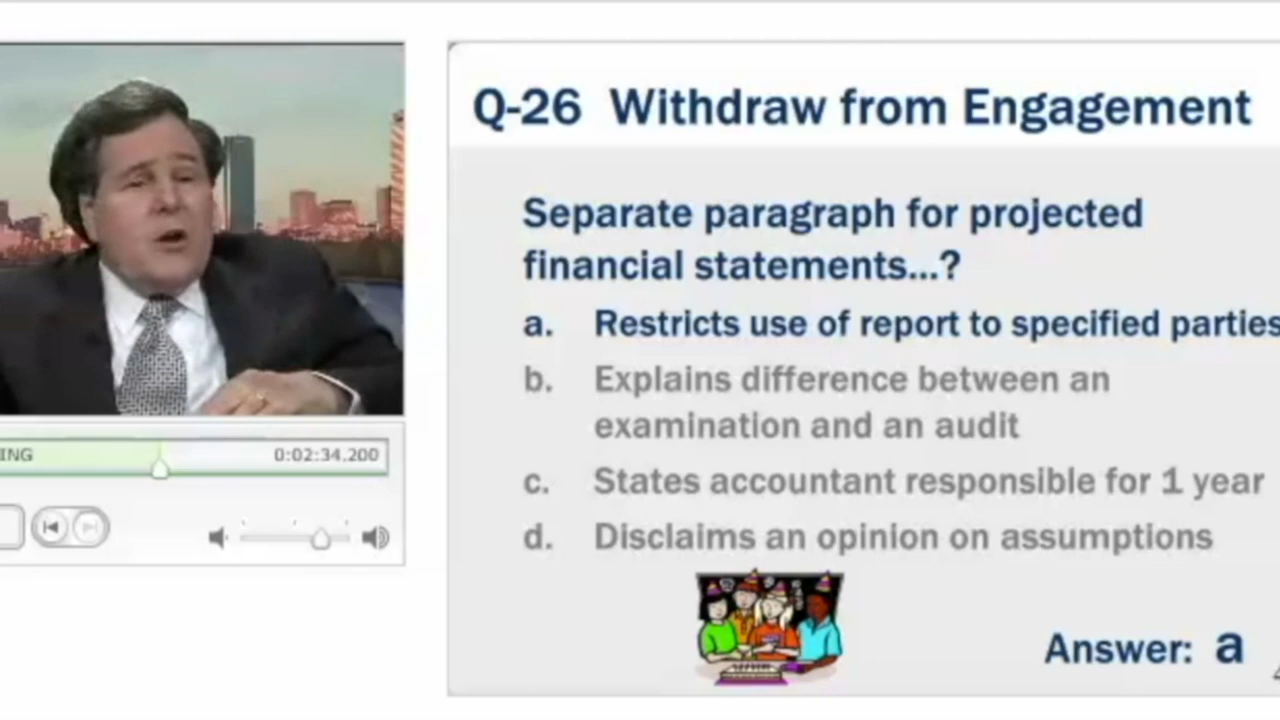 Q-26 Withdraw from Engagement
Separate paragraph for projected
financial statements...?
a. Restricts use of report to specified parties
b. Explains difference between an
examination and an audit
c. States accountant responsible for 1 year
d. Disclaims an opinion on assumptions
Answer: a
ING 0:02:34.200